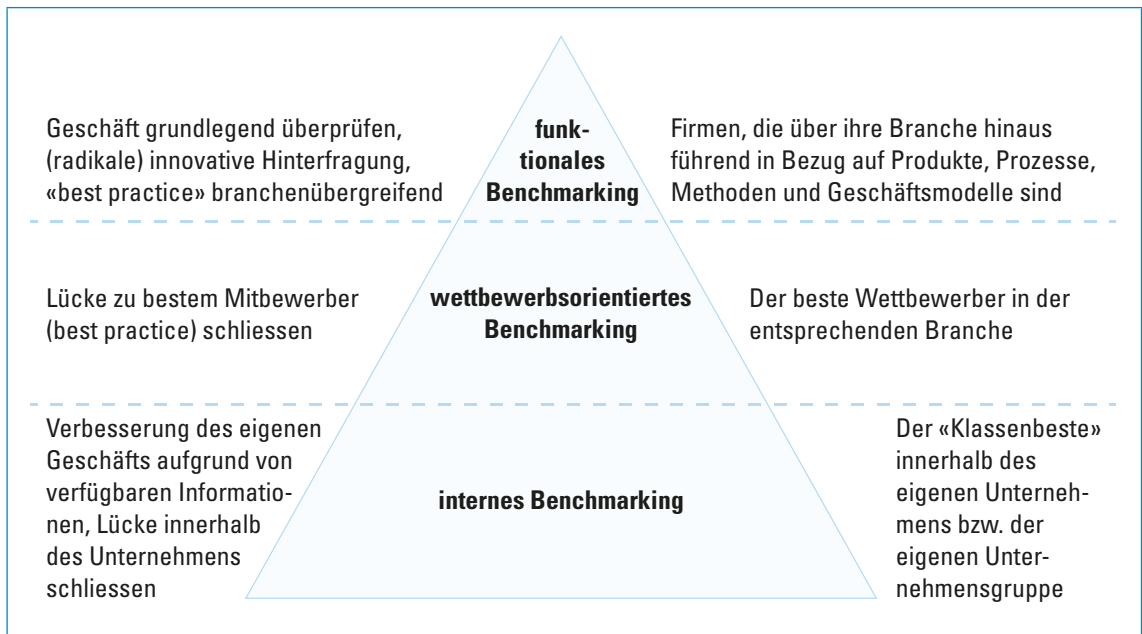 Geschäft grundlegend überprüfen,
(radikale) innovative Hinterfragung,
«best practice» branchenübergreifend
funk-
tionales
Benchmarking
Firmen, die über ihre Branche hinaus
führend in Bezug auf Produkte, Prozesse,
Methoden und Geschäftsmodelle sind
Lücke zu bestem Mitbewerber
(best practice) schliessen
wettbewerbsorientiertes
Benchmarking
Der beste Wettbewerber in der
entsprechenden Branche
Verbesserung des eigenen
Geschäfts aufgrund von
verfügbaren Informatio-
nen, Lücke innerhalb
des Unternehmens
schliessen
internes Benchmarking
Der «Klassenbeste»
innerhalb des
eigenen Unterneh-
mens bzw. der
eigenen Unter-
nehmensgruppe